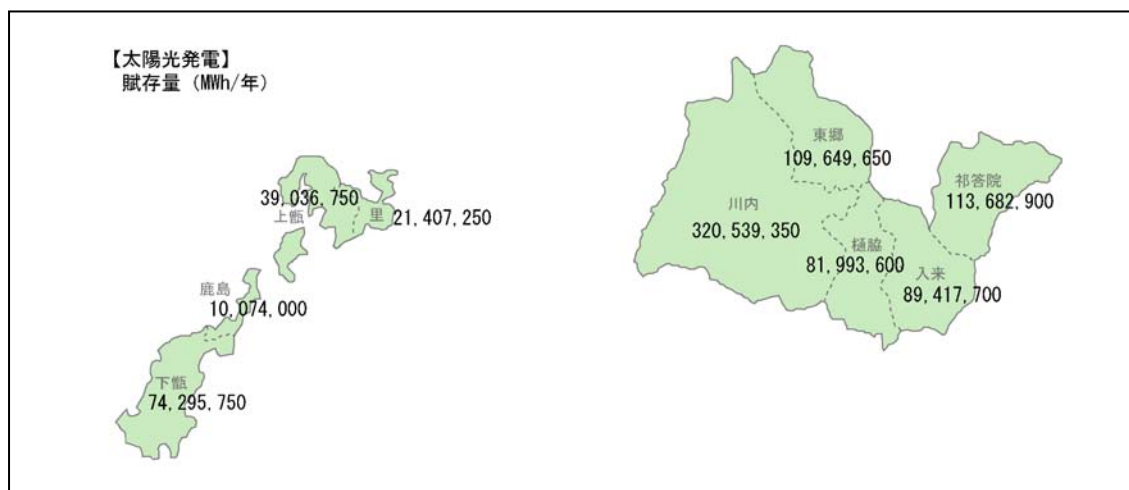 【太陽光発電】
賦存量 (MWh/年)
東郷
109,649,650
祁答院
113,682,900
39,036,750
上甑
里
21,407,250
川内
320,539,350
樋脇
81,993,600
入来
89,417,700
鹿島
10,074,000
下甑
74,295,750